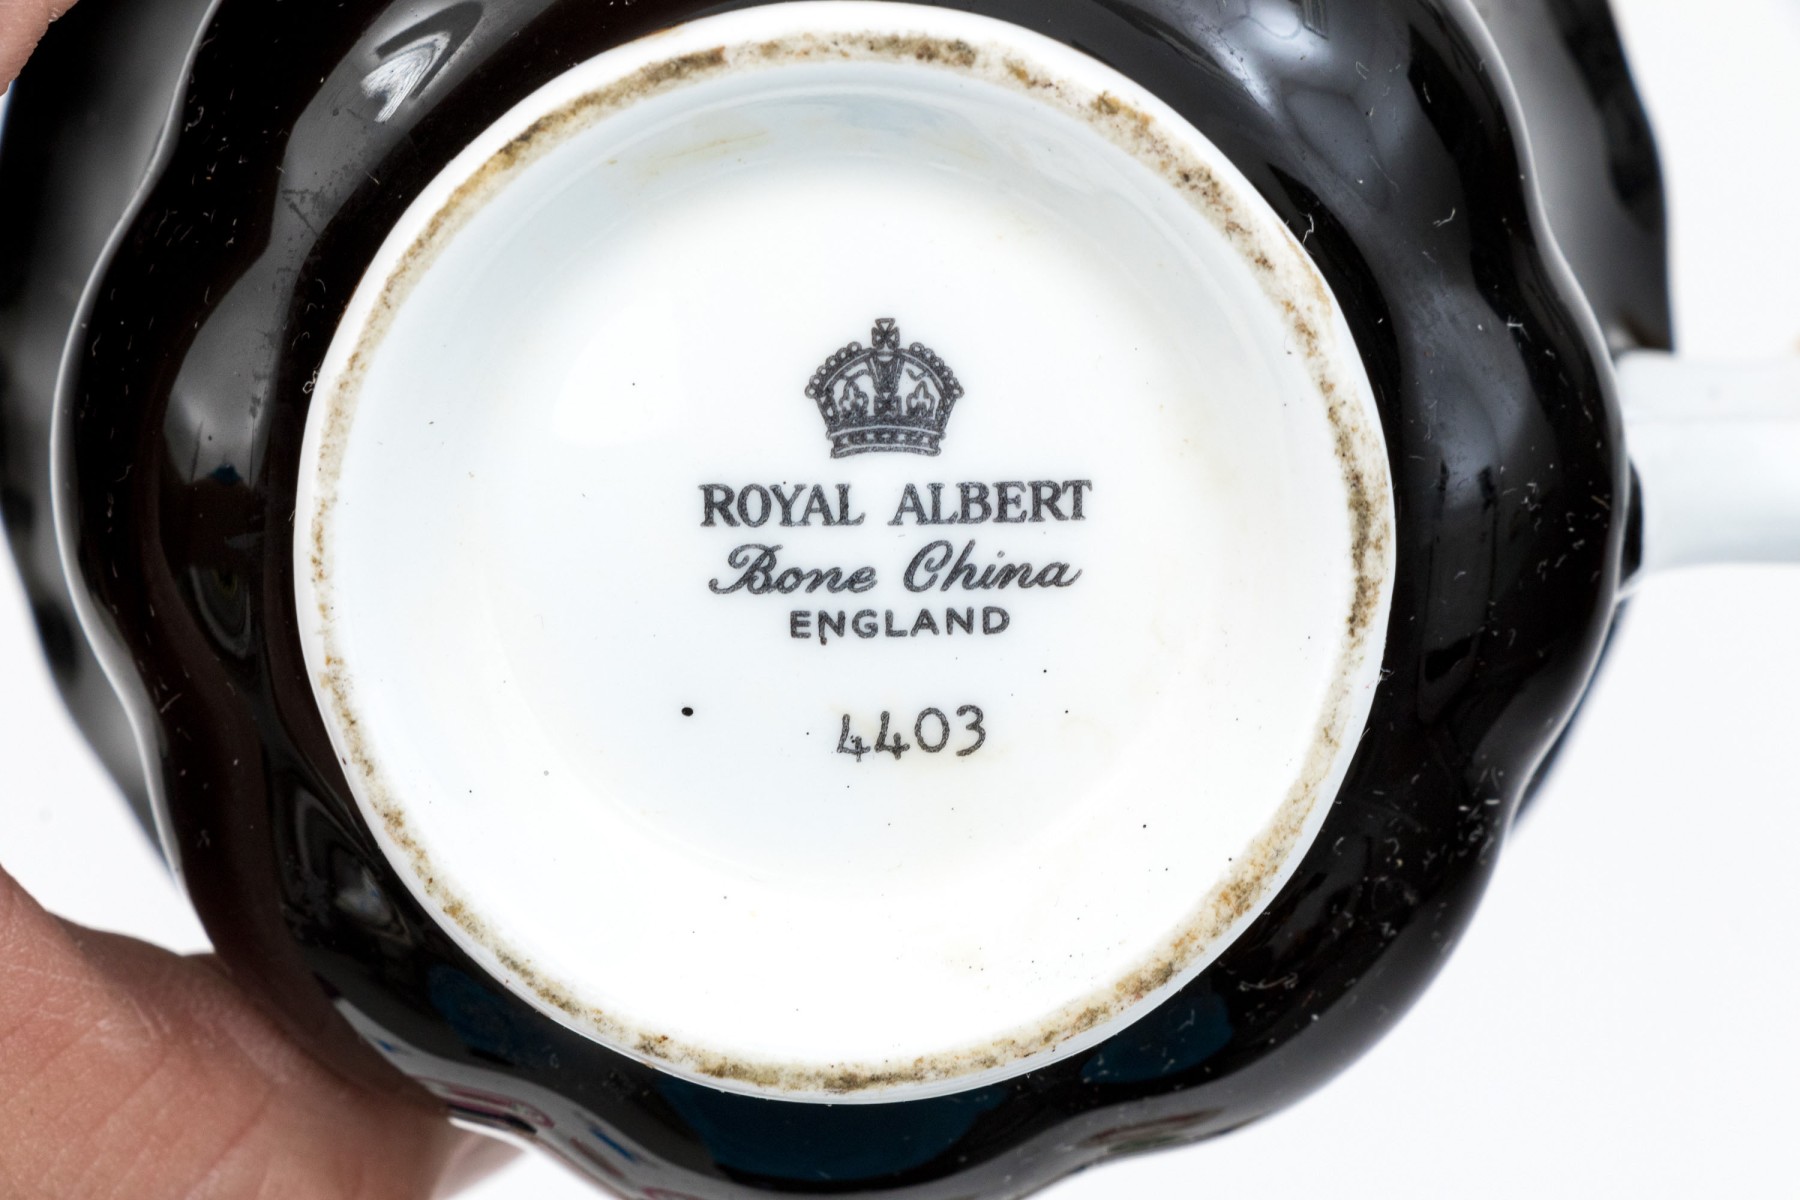 ROYAL ALBERT
Bone China
ENGLAND
4403